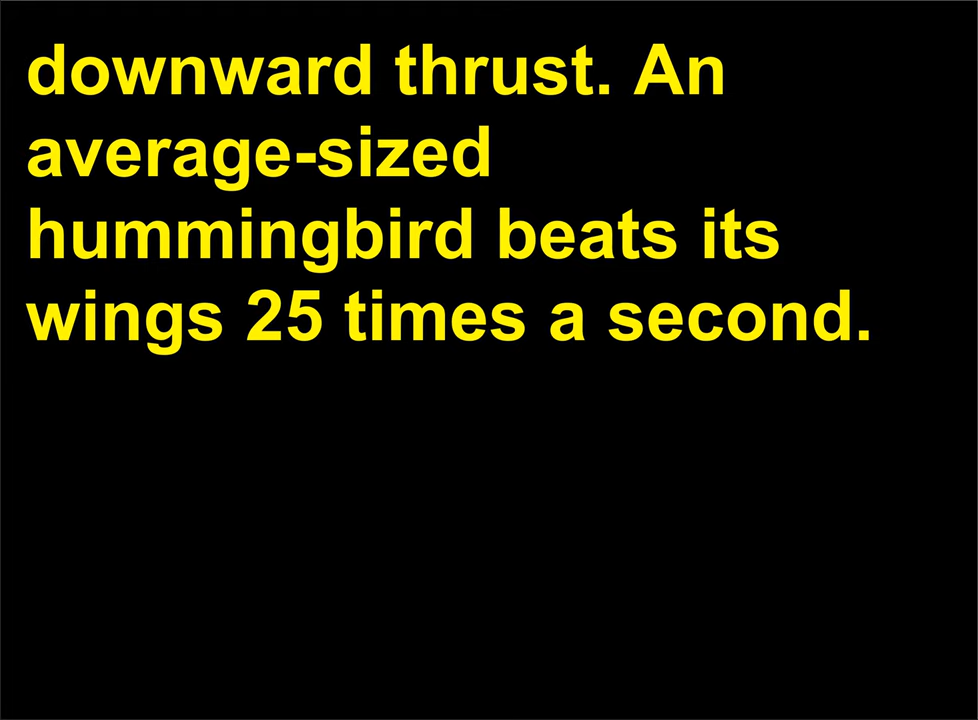 downward thrust. An
average-sized
hummingbird beats its
wings 25 times a second.